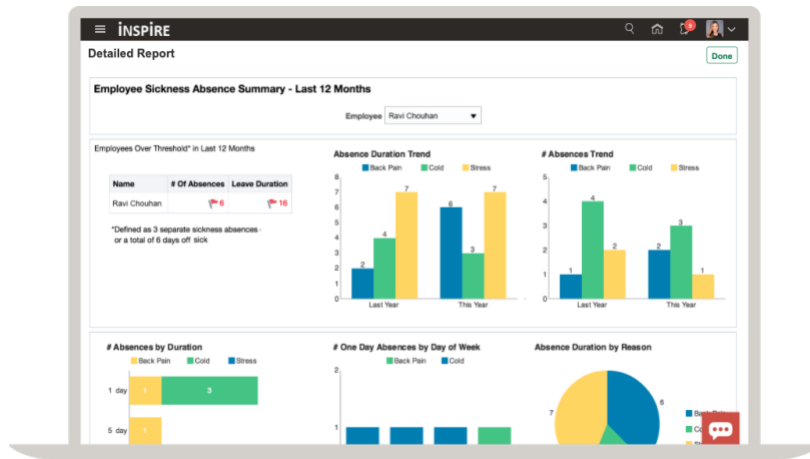 iNSPiRE
9
Detailed Report
Done
Employee Sickness Absence Summary - Last 12 Months
Employee Ravi Chouhan
Employees Over Threshold* in Last 12 Months
Name # Of Absences Leave Duration
Ravi Chouhan 6 16
*Defined as 3 separate sickness absences -
or a total of 6 days off sick
Absence Duration Trend
Back Pain Cold Stress
8
7
6
5
4
3
2
1
0
2 4 7 6 3 7
Last Year This Year
# Absences Trend
Back Pain Cold Stress
5
4
3
2
1
0
1 4 2 2 3 1
Last Year This Year
# Absences by Duration
Back Pain Cold Stress
1 day 1 3
5 day 1
# One Day Absences by Day of Week
Back Pain Cold
2
1
Absence Duration by Reason
7 6
Back Pain